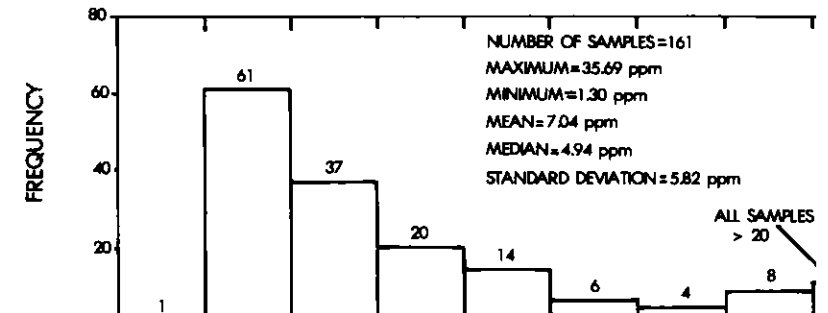 80
NUMBER OF SAMPLES=161
MAXIMUM=35.69 ppm
MINIMUM=1.30 ppm
MEAN=7.04 ppm
MEDIAN=4.94 ppm
STANDARD DEVIATION=5.82 ppm
ALL SAMPLES
> 20
FREQUENCY
60
40
20
1
61
37
20
14
6
4
8